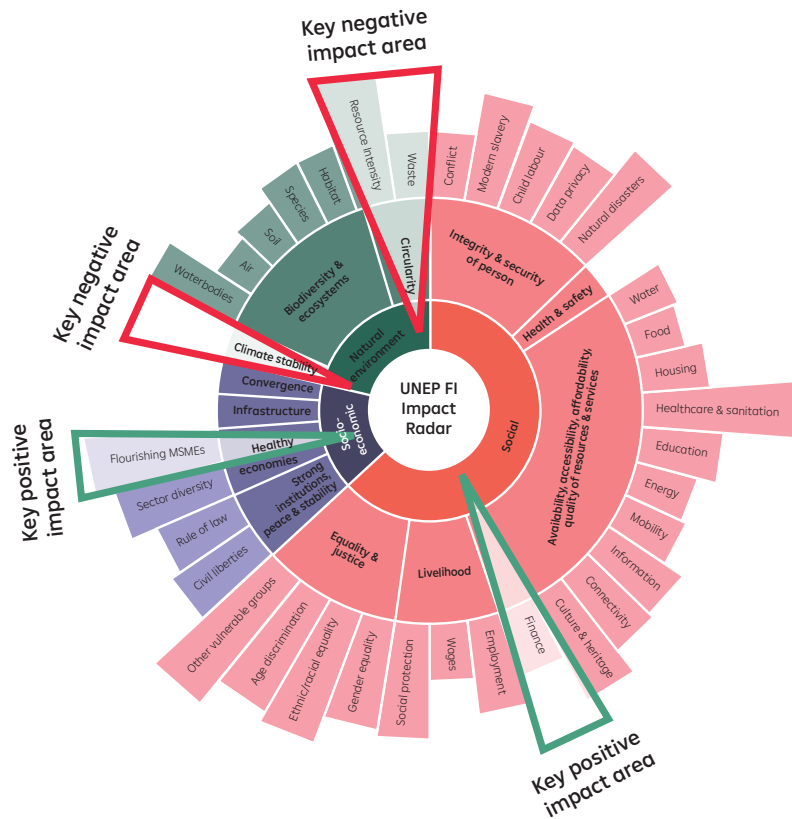 Key negative
impact area
Resource Intensity
Waste
Circularity
Conflict
Modern slavery
Child labour
Data privacy
Natural disasters
Integrity & security
of person
Health & safety
Water
Food
Housing
Healthcare & sanitation
Education
Energy
Mobility
Information
Connectivity
Culture & heritage
Finance
Availability, accessibility, affordability,
quality of resources & services
Social
UNEP FI
Impact
Radar
Key positive
impact area
Employment
Wages
Social protection
Livelihood
Gender equality
Ethnic/racial equality
Age discrimination
Other vulnerable groups
Equality &
justice
Civil liberties
Rule of law
Strong
institutions,
peace & stability
Sector diversity
Flourishing MSMEs
Healthy
economies
Key positive
impact area
Infrastructure
Convergence
Socio-
economic
Climate stability
Key negative
impact area
Waterbodies
Air
Soil
Species
Habitat
Biodiversity &
ecosystems
Natural
environment